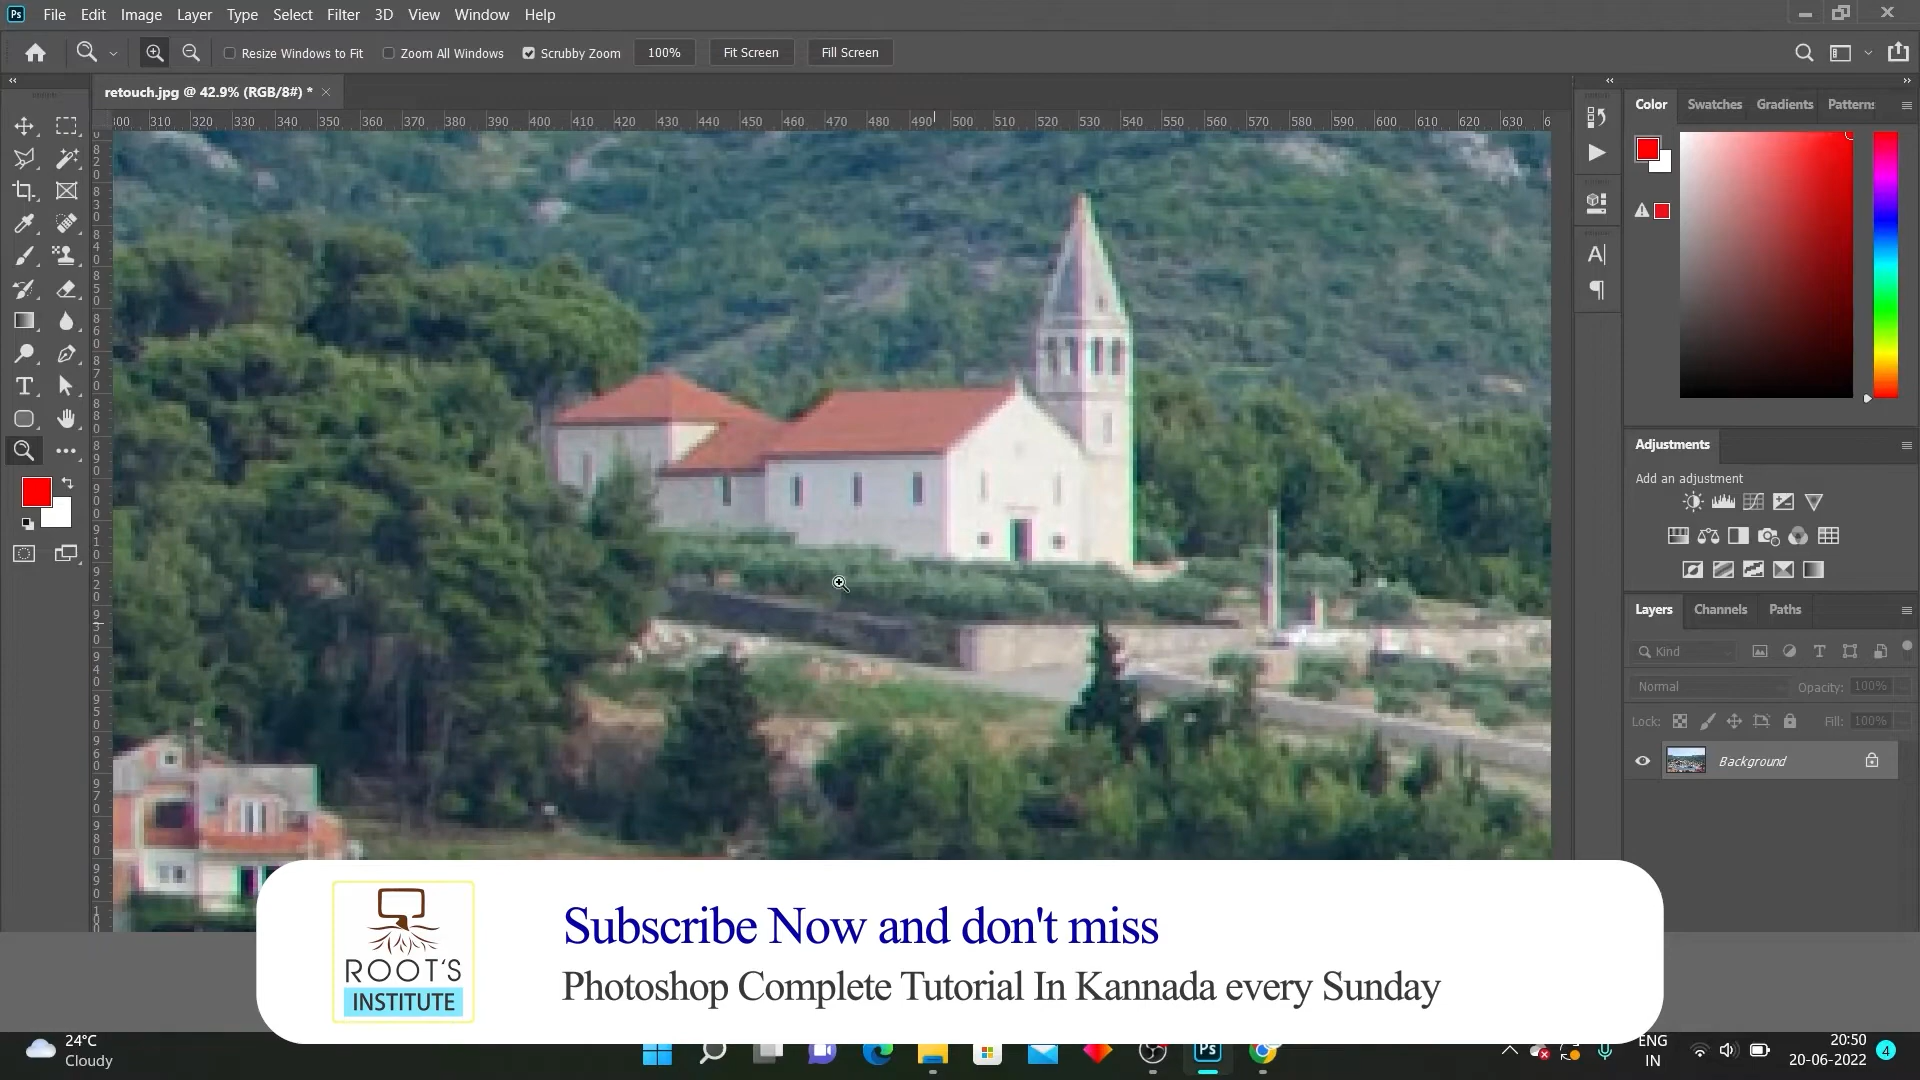 File Edit Image Layer Type Select Filter 3D View Window Help
Resize Windows to Fit Zoom All Windows Scrubby Zoom 100% Fit Screen Fill Screen
retouch.jpg @ 42.9% (RGB/8#) *
300 310 320 330 340 350 360 370 380 390 400 410 420 430 440 450 460 470 480 490 500 510 520 530 540 550 560 570 580 590 600 610 620 630
Color Swatches Gradients Patterns
Adjustments
Add an adjustment
Layers Channels Paths
Kind
Normal Opacity: 100%
Lock: Fill: 100%
Background
ROOT'S
INSTITUTE
Subscribe Now and don't miss
Photoshop Complete Tutorial In Kannada every Sunday
24°C
Cloudy
ENG
IN
20:50
20-06-2022
4